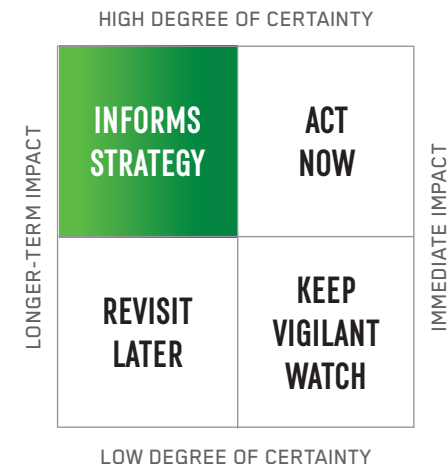 HIGH DEGREE OF CERTAINTY
LONGER-TERM IMPACT
INFORMS
STRATEGY
ACT
NOW
IMMEDIATE IMPACT
REVISIT
LATER
KEEP
VIGILANT
WATCH
LOW DEGREE OF CERTAINTY